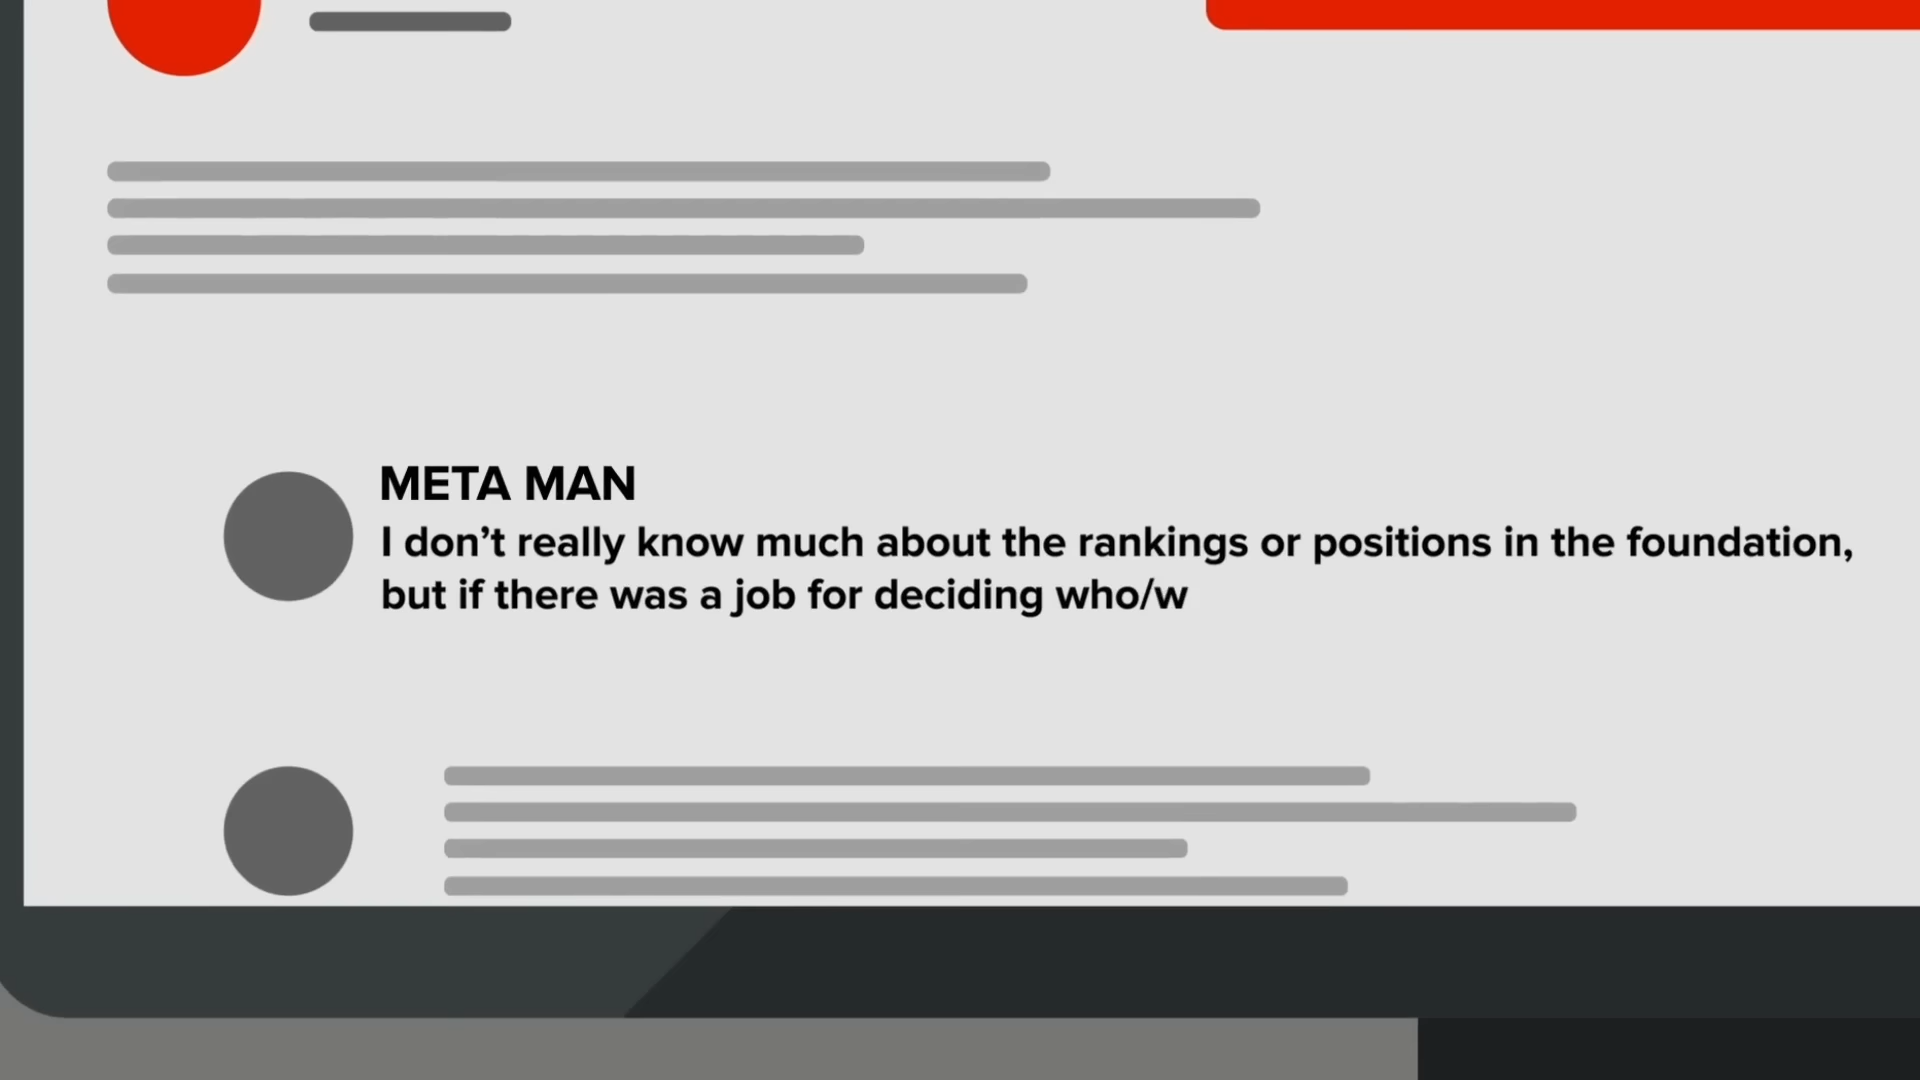 META MAN
I don’t really know much about the rankings or positions in the foundation,
but if there was a job for deciding who/w